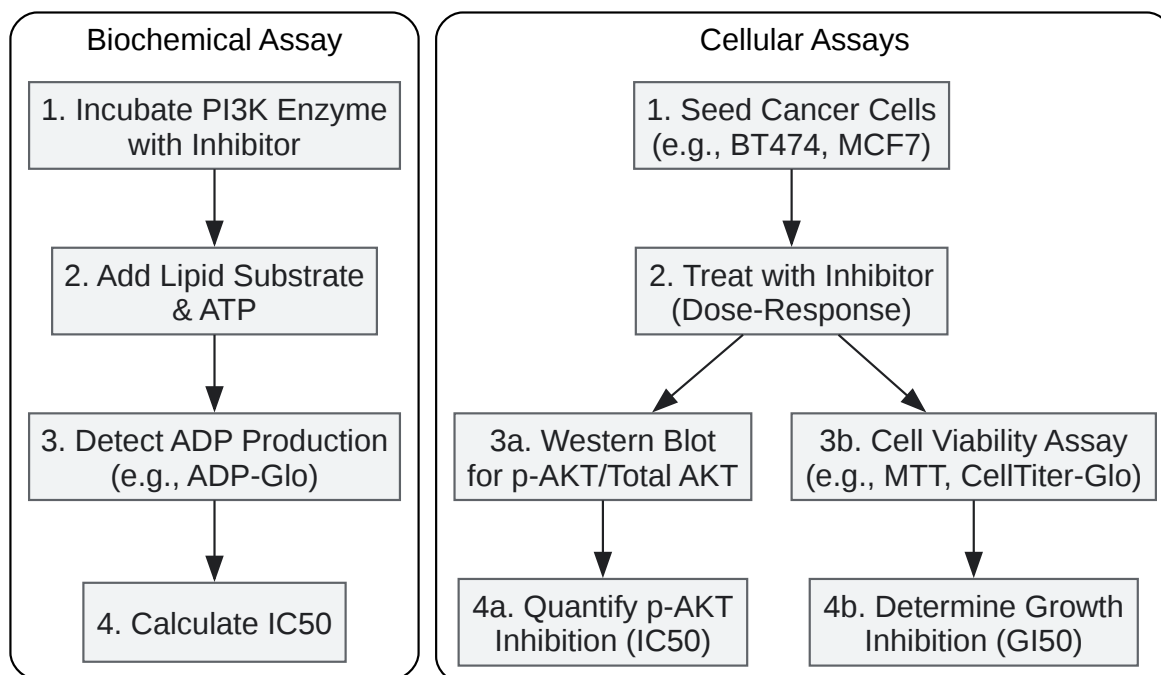 Biochemical Assay
1. Incubate PI3K Enzyme
with Inhibitor
2. Add Lipid Substrate
& ATP
3. Detect ADP Production
(e.g., ADP-Glo)
4. Calculate IC50
Cellular Assays
1. Seed Cancer Cells
(e.g., BT474, MCF7)
2. Treat with Inhibitor
(Dose-Response)
3a. Western Blot
for p-AKT/Total AKT
3b. Cell Viability Assay
(e.g., MTT, CellTiter-Glo)
4a. Quantify p-AKT
Inhibition (IC50)
4b. Determine Growth
Inhibition (GI50)